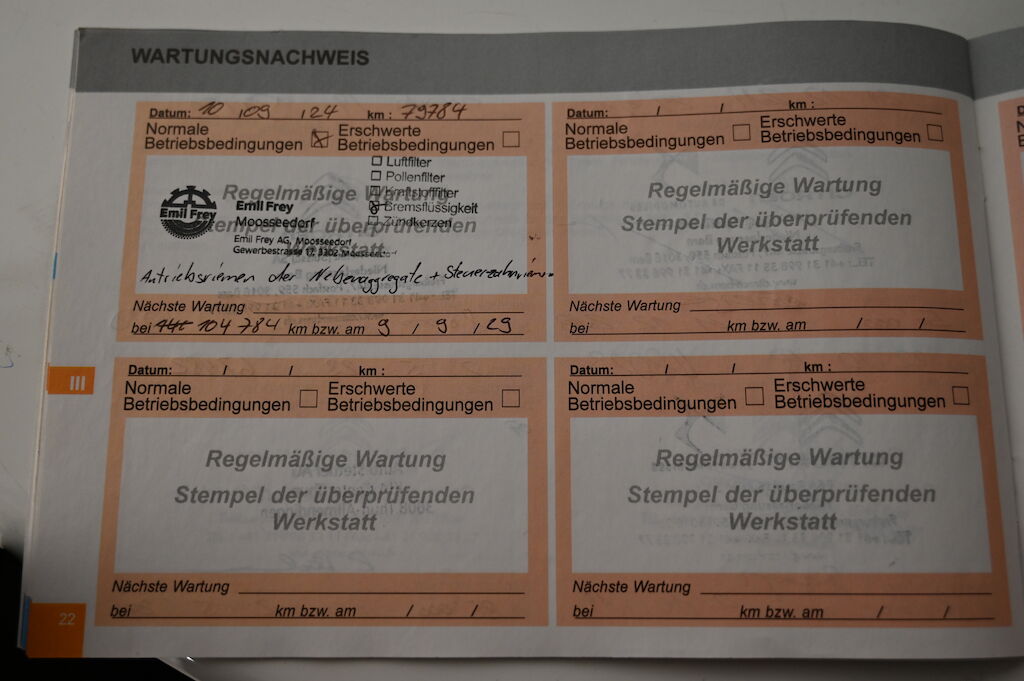 WARTUNGSNACHWEIS
Datum: 10 / 09 / 24 km : 79784
Normale
Betriebsbedingungen
Erschwerte
Betriebsbedingungen
Luftfilter
Pollenfilter
Kraftstoffilter
Bremsflüssigkeit
Zündkerzen
Regelmäßige Wartung
Stempel der überprüfenden
Werkstatt
Emil Frey
Emil Frey
Moosseedorf
Emil Frey AG, Moosseedorf
Gewerbestrasse 3302 Moosseedorf
Antriebsriemen der Nebenaggregate + Steuerzahnriemen
Nächste Wartung
bei 104 784 km bzw. am 9 / 9 / 29
Datum: / / km :
Normale
Betriebsbedingungen
Erschwerte
Betriebsbedingungen
Regelmäßige Wartung
Stempel der überprüfenden
Werkstatt
Nächste Wartung
bei km bzw. am / /
III
Datum: / / km :
Normale
Betriebsbedingungen
Erschwerte
Betriebsbedingungen
Regelmäßige Wartung
Stempel der überprüfenden
Werkstatt
Nächste Wartung
bei km bzw. am / /
Datum: / / km :
Normale
Betriebsbedingungen
Erschwerte
Betriebsbedingungen
Regelmäßige Wartung
Stempel der überprüfenden
Werkstatt
Nächste Wartung
bei km bzw. am / /
22